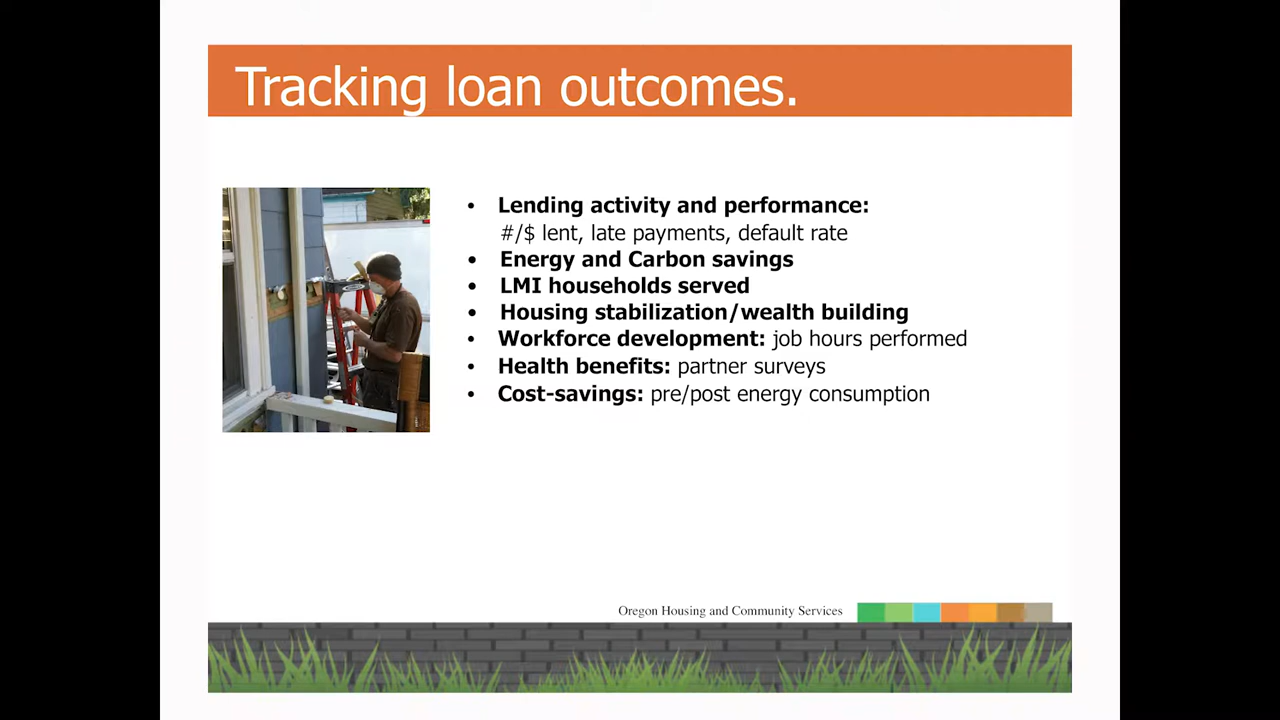 Tracking loan outcomes.
• Lending activity and performance:
#/$ lent, late payments, default rate
• Energy and Carbon savings
• LMI households served
• Housing stabilization/wealth building
• Workforce development: job hours performed
• Health benefits: partner surveys
• Cost-savings: pre/post energy consumption
Oregon Housing and Community Services